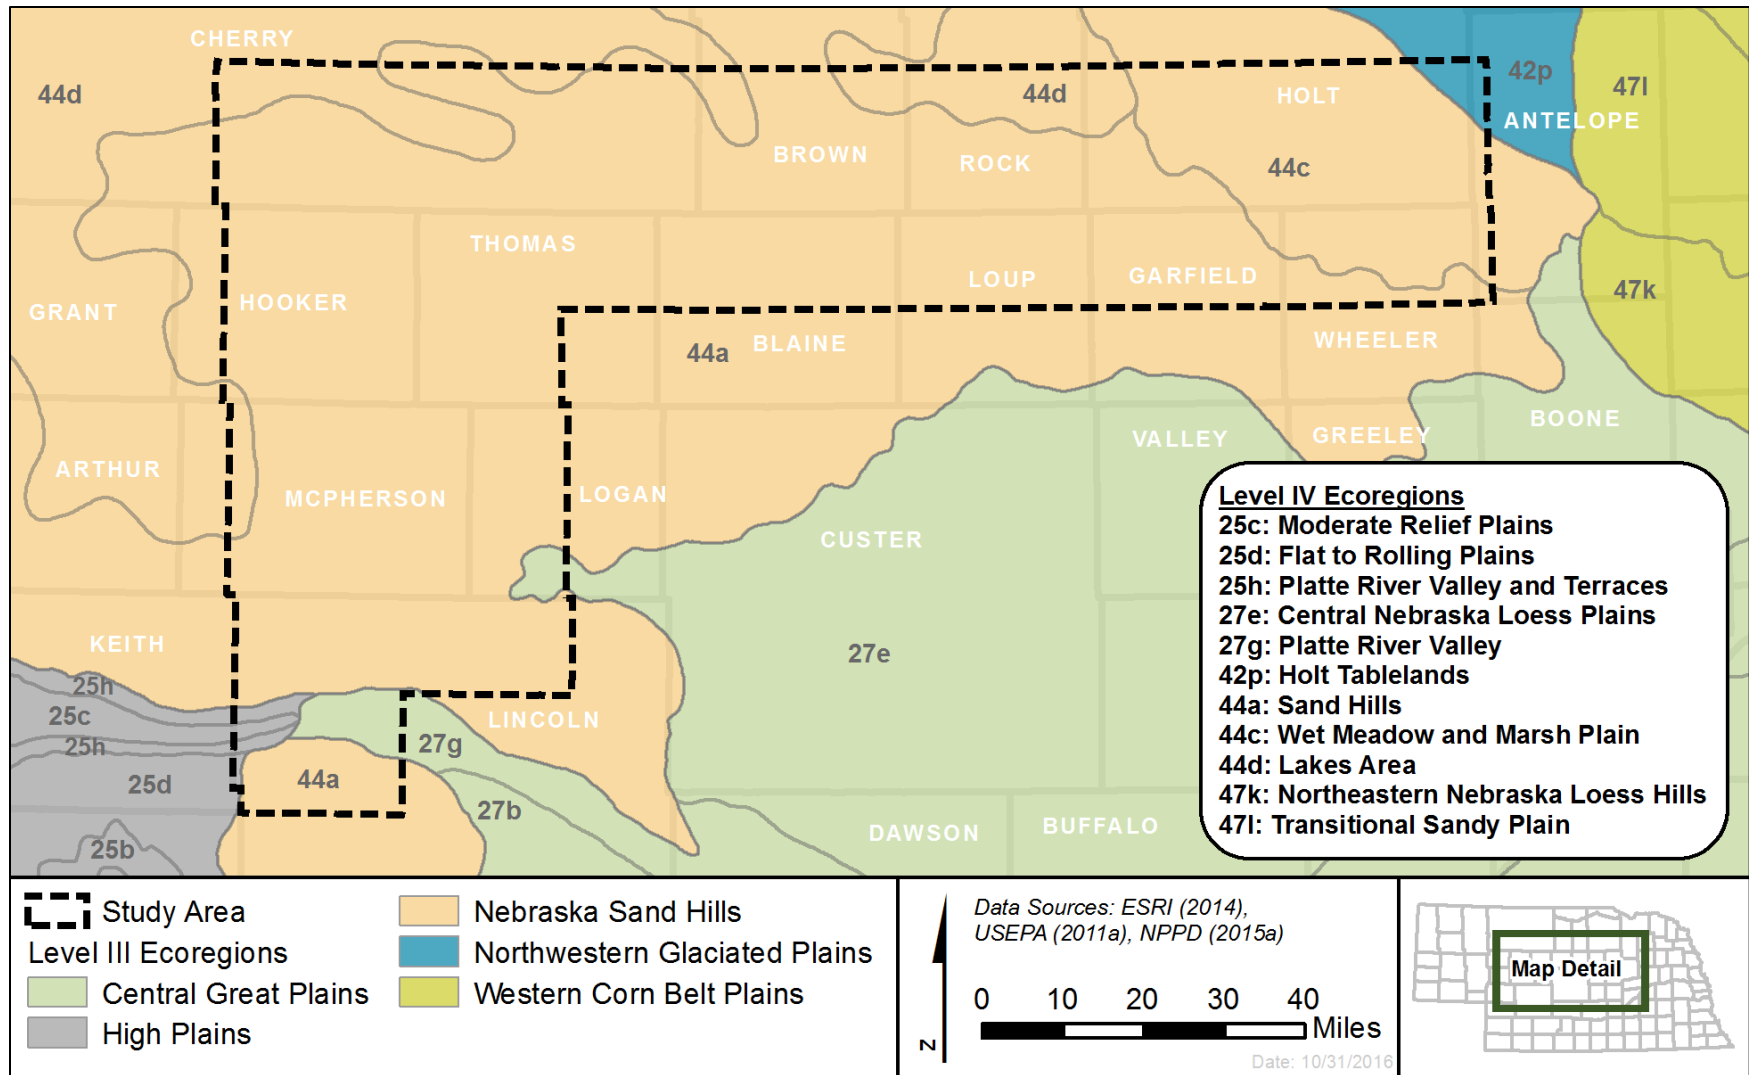 CHERRY
44d
44d
HOLT
42p
47l
ANTELOPE
BROWN
ROCK
44c
THOMAS
LOUP
GARFIELD
GRANT
HOOKER
47k
44a
BLAINE
WHEELER
BOONE
VALLEY
GREELEY
ARTHUR
MCPHERSON
LOGAN
CUSTER
KEITH
27e
25h
25c
25h
LINCOLN
27g
25d
44a
27b
25b
DAWSON
BUFFALO
Level IV Ecoregions
25c: Moderate Relief Plains
25d: Flat to Rolling Plains
25h: Platte River Valley and Terraces
27e: Central Nebraska Loess Plains
27g: Platte River Valley
42p: Holt Tablelands
44a: Sand Hills
44c: Wet Meadow and Marsh Plain
44d: Lakes Area
47k: Northeastern Nebraska Loess Hills
47l: Transitional Sandy Plain
Study Area
Level III Ecoregions
Central Great Plains
High Plains
Nebraska Sand Hills
Northwestern Glaciated Plains
Western Corn Belt Plains
N
Data Sources: ESRI (2014),
USEPA (2011a), NPPD (2015a)
0 10 20 30 40
Miles
Date: 10/31/2016
Map Detail